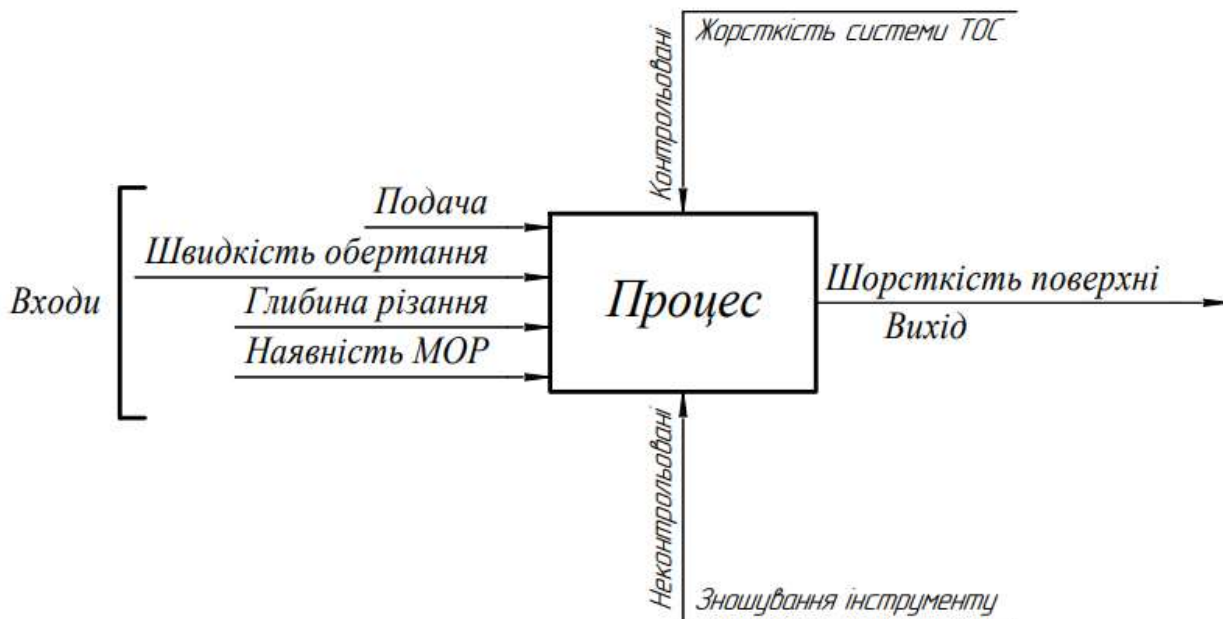 Жорсткість системи ТОС
Контрольовані
Подача
Швидкість обертання
Глибина різання
Наявність МОР
Входи
Процес
Шорсткість поверхні
Вихід
Неконтрольовані
Зношування інструменту